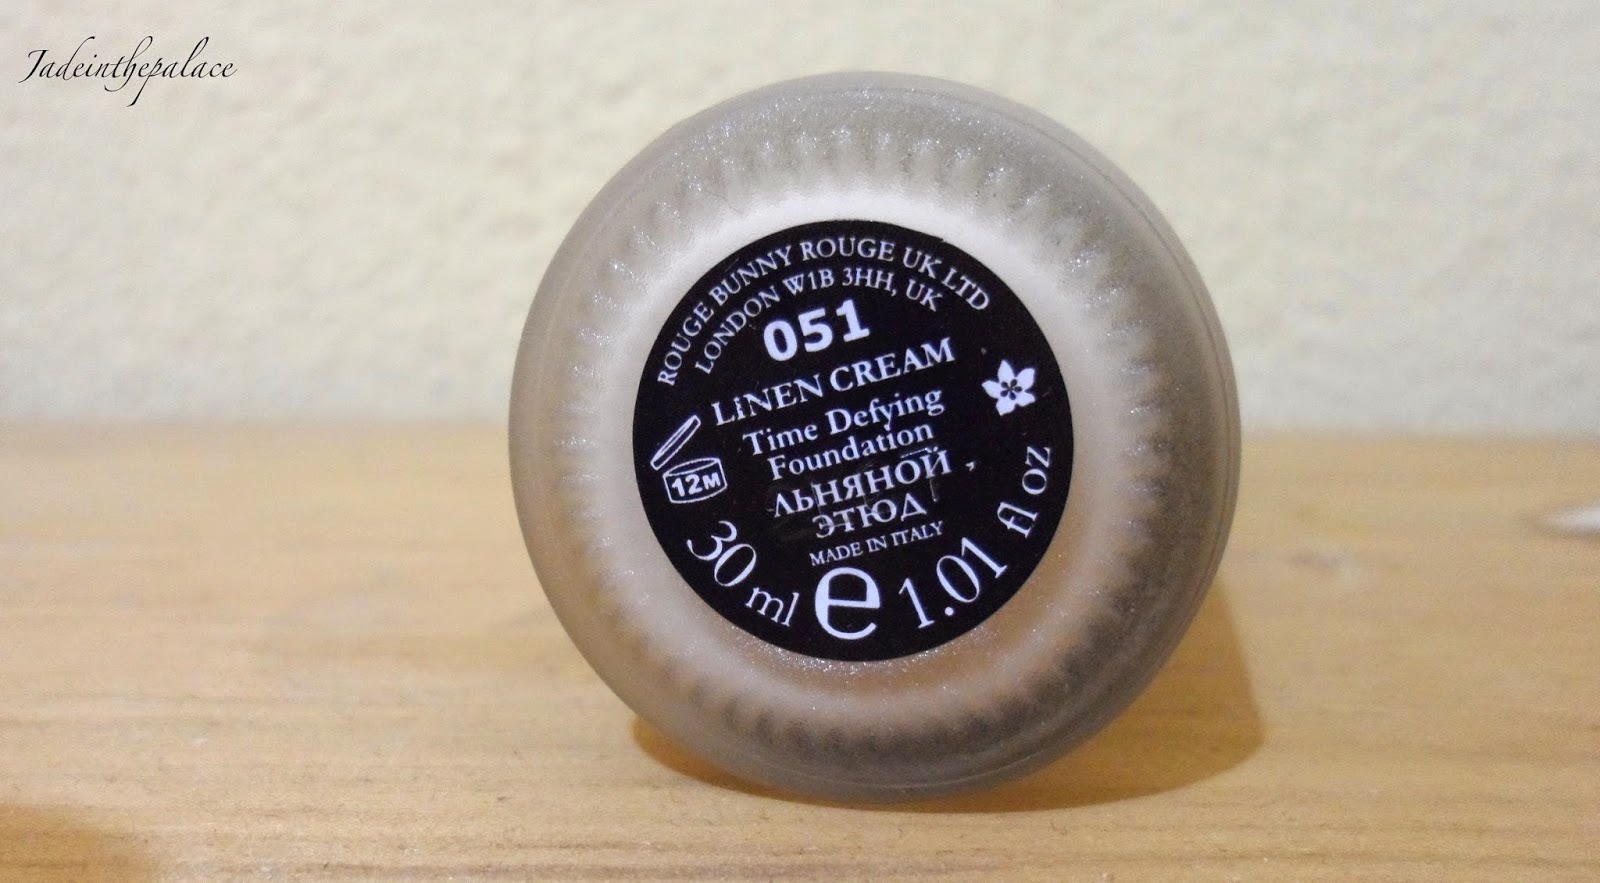 Jadeinthepalace
ROUGE BUNNY ROUGE UK LTD
LONDON W1B 3HH, UK
051
LINEN CREAM
Time Defying
Foundation
ЛЬНЯНОЙ
ЭТЮД
MADE IN ITALY
12M
30 ml e 1.01 fl oz